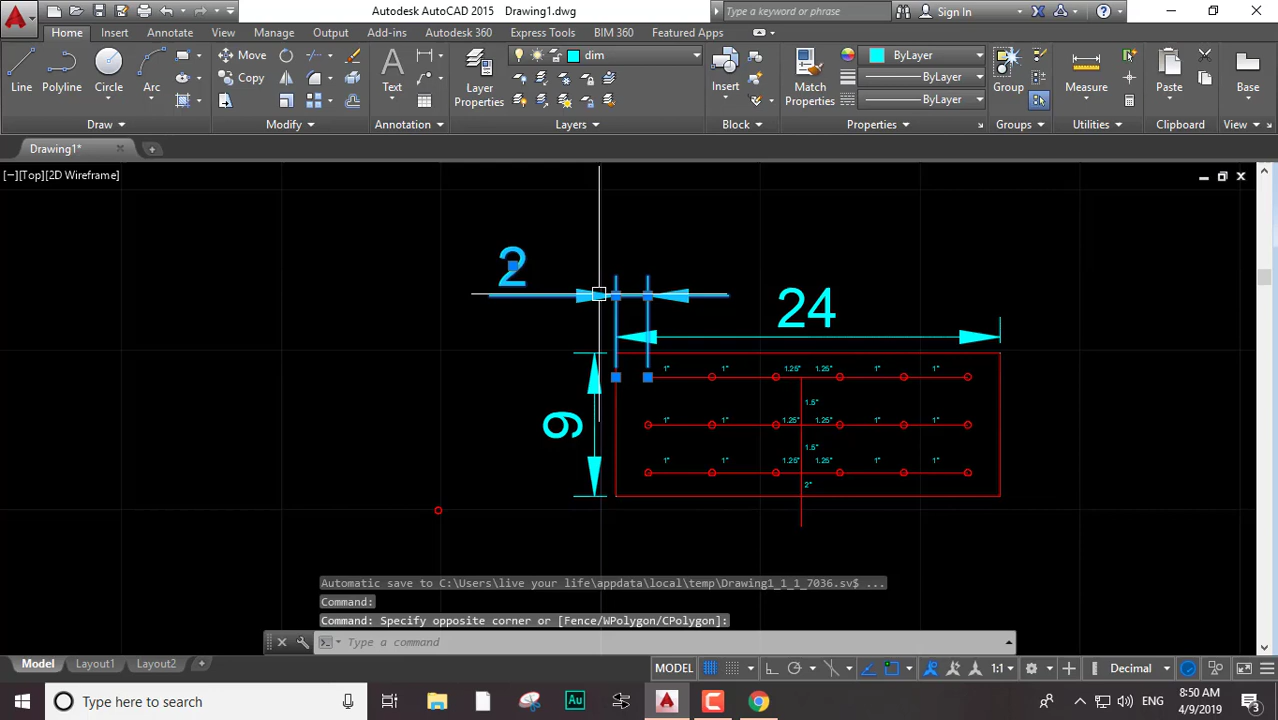 Autodesk AutoCAD 2015 Drawing1.dwg
Type a keyword or phrase
Sign In
Home Insert Annotate View Manage Output Add-ins Autodesk 360 Express Tools BIM 360 Featured Apps
Line Polyline Circle Arc
Move
Copy
Text
Layer Properties
dim
Insert
Match Properties
ByLayer
ByLayer
ByLayer
Group
Measure
Paste
Base
Draw Modify Annotation Layers Block Properties Groups Utilities Clipboard View
Drawing1*
[−][Top][2D Wireframe]
2
24
9
1" 1" 1.25" 1.25" 1" 1"
1.5"
1" 1" 1.25" 1.25" 1" 1"
1.5"
1" 1" 1.25" 1.25" 1" 1"
2"
Automatic save to C:\Users\live your life\appdata\local\temp\Drawing1_1_1_7036.sv$ ...
Command:
Command: Specify opposite corner or [Fence/WPolygon/CPolygon]:
Type a command
Model Layout1 Layout2
MODEL 1:1 Decimal
Type here to search
Au
ENG
8:50 AM
4/9/2019
3